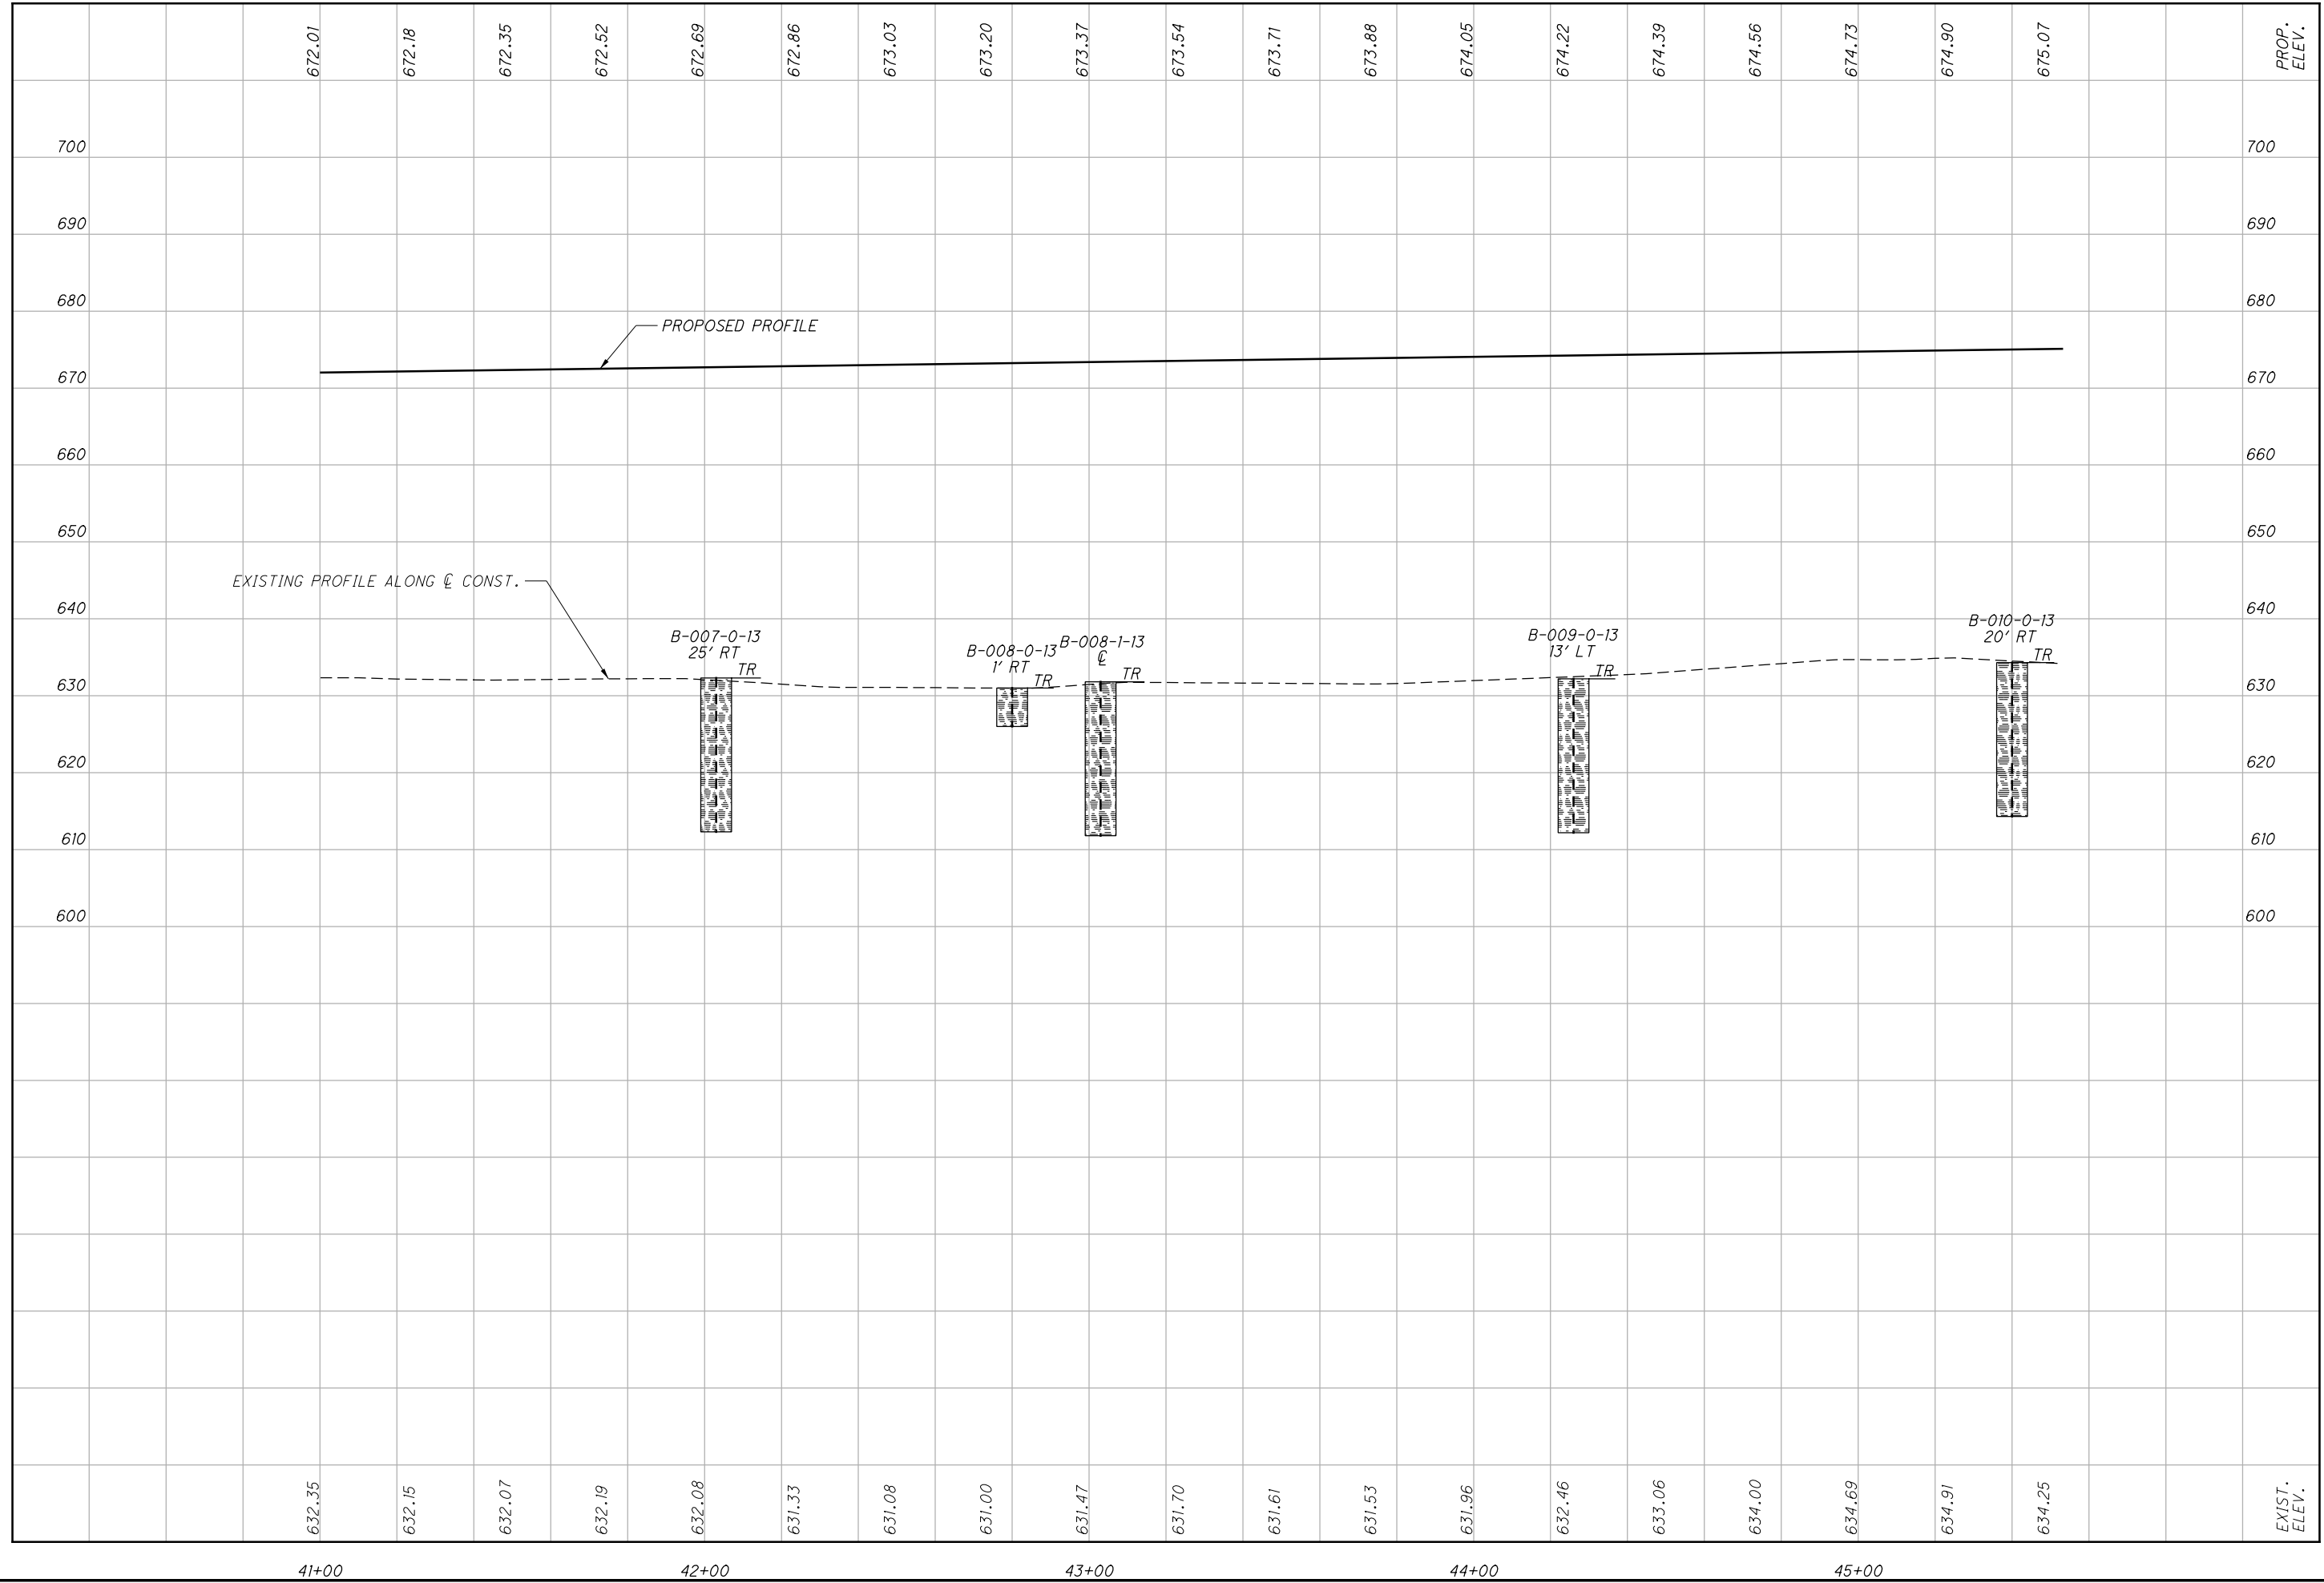 672.01 672.18 672.35 672.52 672.69 672.86 673.03 673.20 673.37 673.54 673.71 673.88 674.05 674.22 674.39 674.56 674.73 674.90 675.07
PROP.
ELEV.
700 700
690 690
680 680
PROPOSED PROFILE
670 670
660 660
650 650
EXISTING PROFILE ALONG ℄ CONST.
640 640
B-007-0-13
25' RT
TR
B-008-0-13
1' RT
TR
B-008-1-13
℄
TR
B-009-0-13
13' LT
TR
B-010-0-13
20' RT
TR
630 630
620 620
610 610
600 600
632.35 632.15 632.07 632.19 632.08 631.33 631.08 631.00 631.47 631.70 631.61 631.53 631.96 632.46 633.06 634.00 634.69 634.91 634.25
EXIST.
ELEV.
41+00 42+00 43+00 44+00 45+00